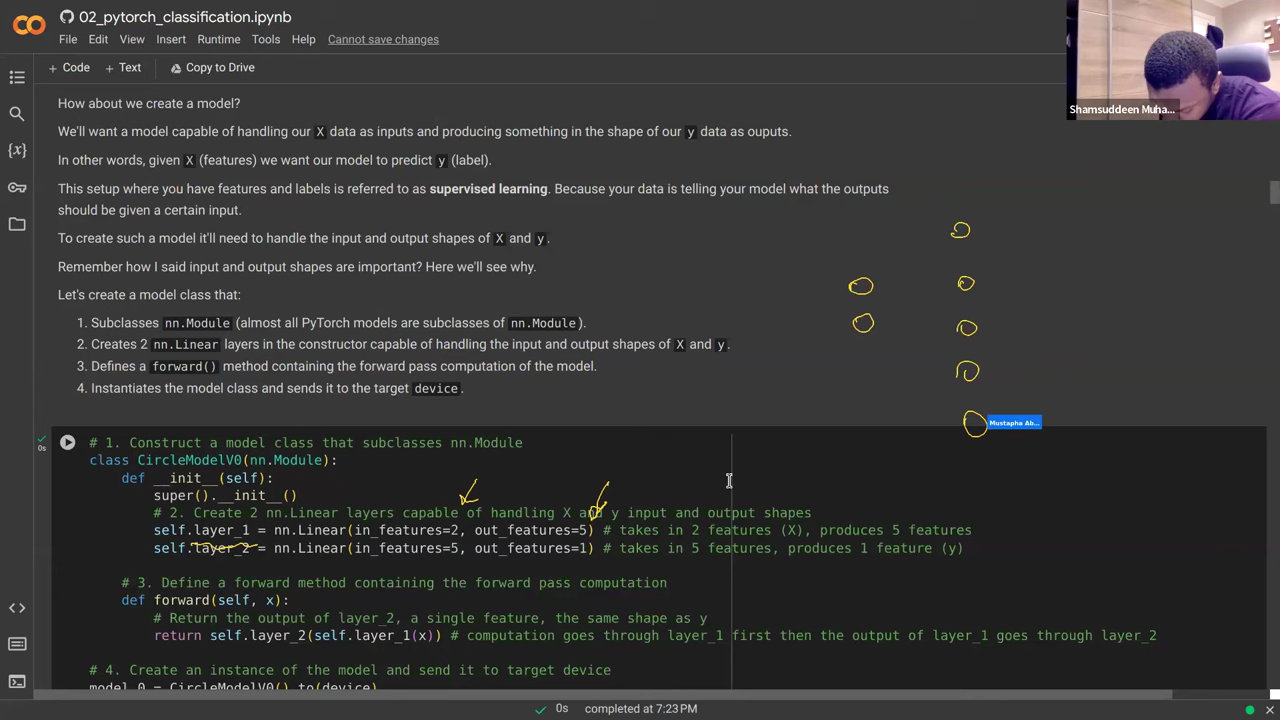 02_pytorch_classification.ipynb
File Edit View Insert Runtime Tools Help Cannot save changes
+ Code + Text Copy to Drive
Shamsuddeen Muha...
How about we create a model?
We'll want a model capable of handling our X data as inputs and producing something in the shape of our y data as ouputs.
In other words, given X (features) we want our model to predict y (label).
This setup where you have features and labels is referred to as supervised learning. Because your data is telling your model what the outputs
should be given a certain input.
To create such a model it'll need to handle the input and output shapes of X and y.
Remember how I said input and output shapes are important? Here we'll see why.
Let's create a model class that:
1. Subclasses nn.Module (almost all PyTorch models are subclasses of nn.Module).
2. Creates 2 nn.Linear layers in the constructor capable of handling the input and output shapes of X and y.
3. Defines a forward() method containing the forward pass computation of the model.
4. Instantiates the model class and sends it to the target device.
Mustapha Ab...
0s
# 1. Construct a model class that subclasses nn.Module
class CircleModelV0(nn.Module):
def __init__(self):
super().__init__()
# 2. Create 2 nn.Linear layers capable of handling X and y input and output shapes
self.layer_1 = nn.Linear(in_features=2, out_features=5) # takes in 2 features (X), produces 5 features
self.layer_2 = nn.Linear(in_features=5, out_features=1) # takes in 5 features, produces 1 feature (y)
# 3. Define a forward method containing the forward pass computation
def forward(self, x):
# Return the output of layer_2, a single feature, the same shape as y
return self.layer_2(self.layer_1(x)) # computation goes through layer_1 first then the output of layer_1 goes through layer_2
# 4. Create an instance of the model and send it to target device
model_0 = CircleModelV0().to(device)
0s completed at 7:23 PM